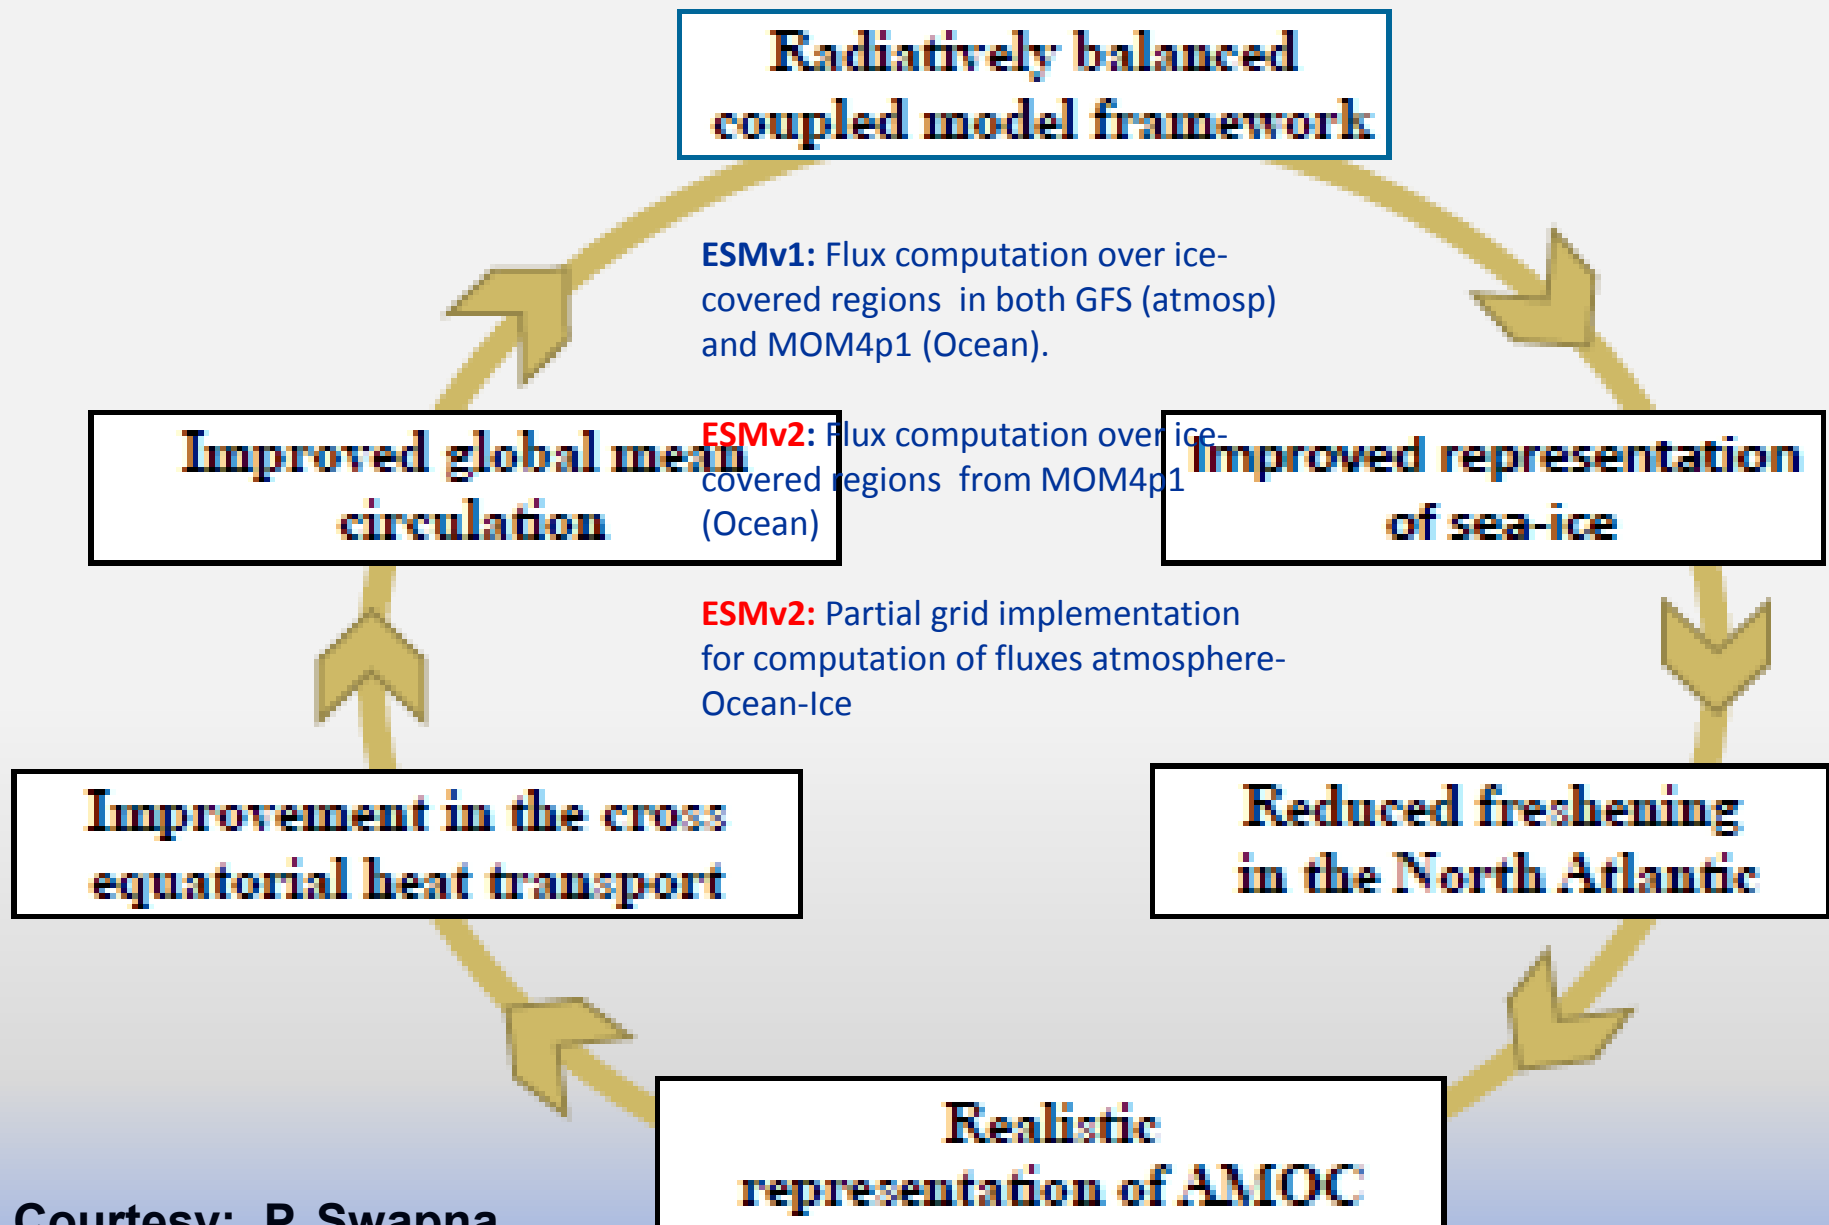 Radiatively balanced
coupled model framework
ESMv1: Flux computation over ice-
covered regions in both GFS (atmosp)
and MOM4p1 (Ocean).
Improved global mean
circulation
ESMv2: Flux computation over ice-
covered regions from MOM4p1
(Ocean)
Improved representation
of sea-ice
ESMv2: Partial grid implementation
for computation of fluxes atmosphere-
Ocean-Ice
Improvement in the cross
equatorial heat transport
Reduced freshening
in the North Atlantic
Realistic
representation of AMOC
Courtesy: P. Swapna